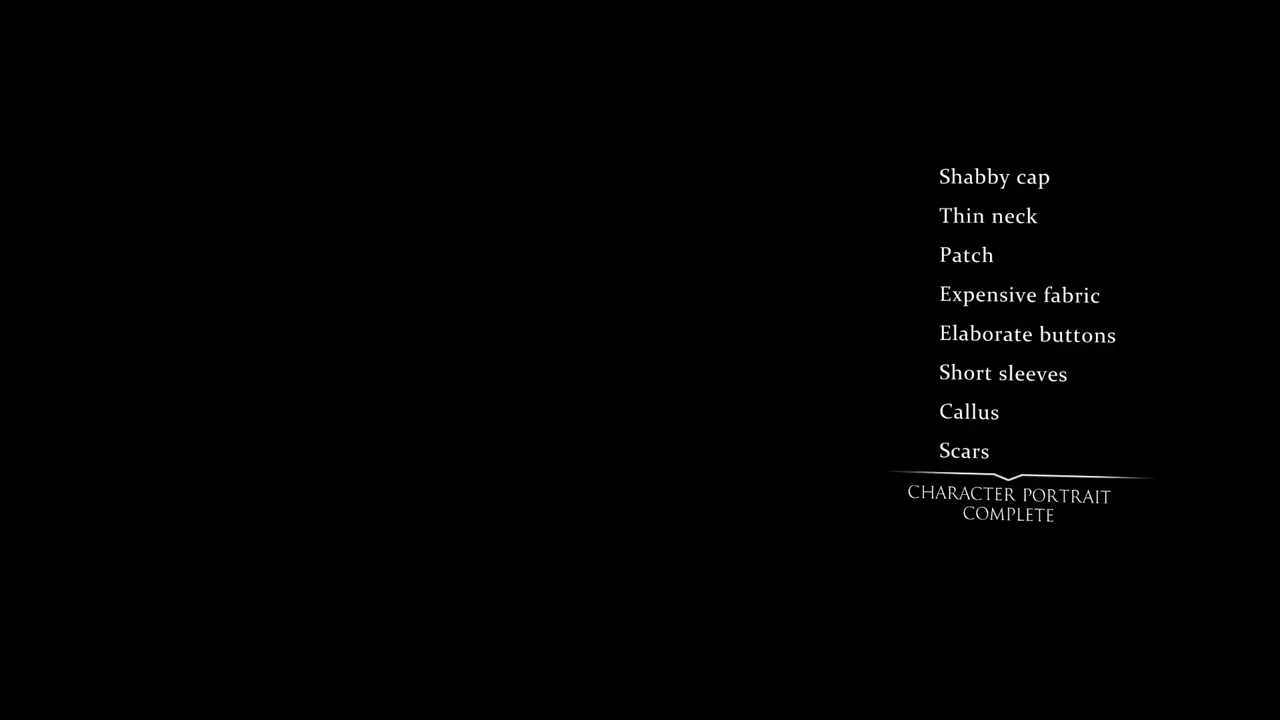 Shabby cap
Thin neck
Patch
Expensive fabric
Elaborate buttons
Short sleeves
Callus
Scars
CHARACTER PORTRAIT
COMPLETE